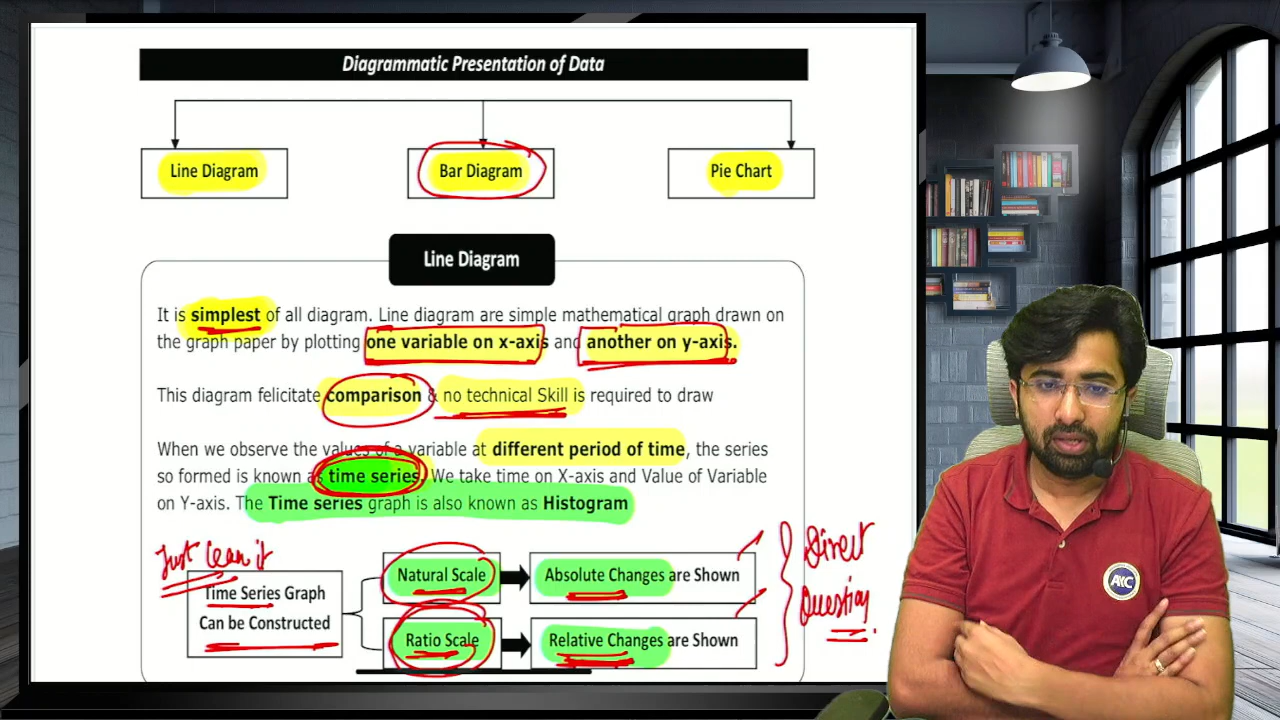 Diagrammatic Presentation of Data
Line Diagram
Bar Diagram
Pie Chart
Line Diagram
It is simplest of all diagram. Line diagram are simple mathematical graph drawn on
the graph paper by plotting one variable on x-axis and another on y-axis.
This diagram felicitate comparison & no technical Skill is required to draw
When we observe the values of a variable at different period of time, the series
so formed is known as time series. We take time on X-axis and Value of Variable
on Y-axis. The Time series graph is also known as Histogram
Just learn it
Time Series Graph
Can be Constructed
Natural Scale
Absolute Changes are Shown
Ratio Scale
Relative Changes are Shown
Direct
Question